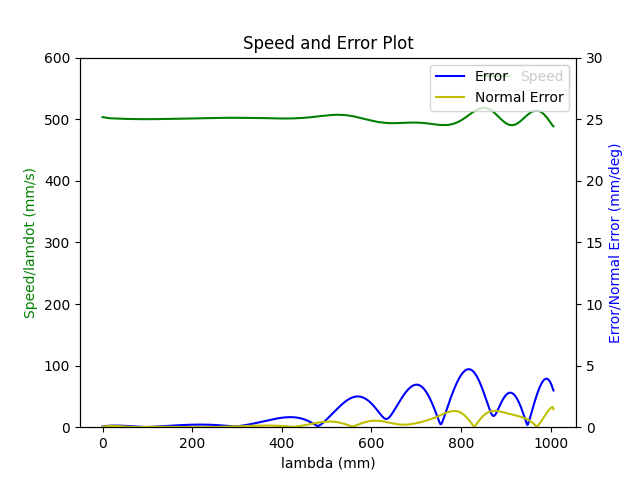 Speed and Error Plot
600
500
400
300
200
100
0
Speed/lamdot (mm/s)
0
200
400
600
800
1000
lambda (mm)
30
25
20
15
10
5
0
Error/Normal Error (mm/deg)
Speed
Error
Normal Error